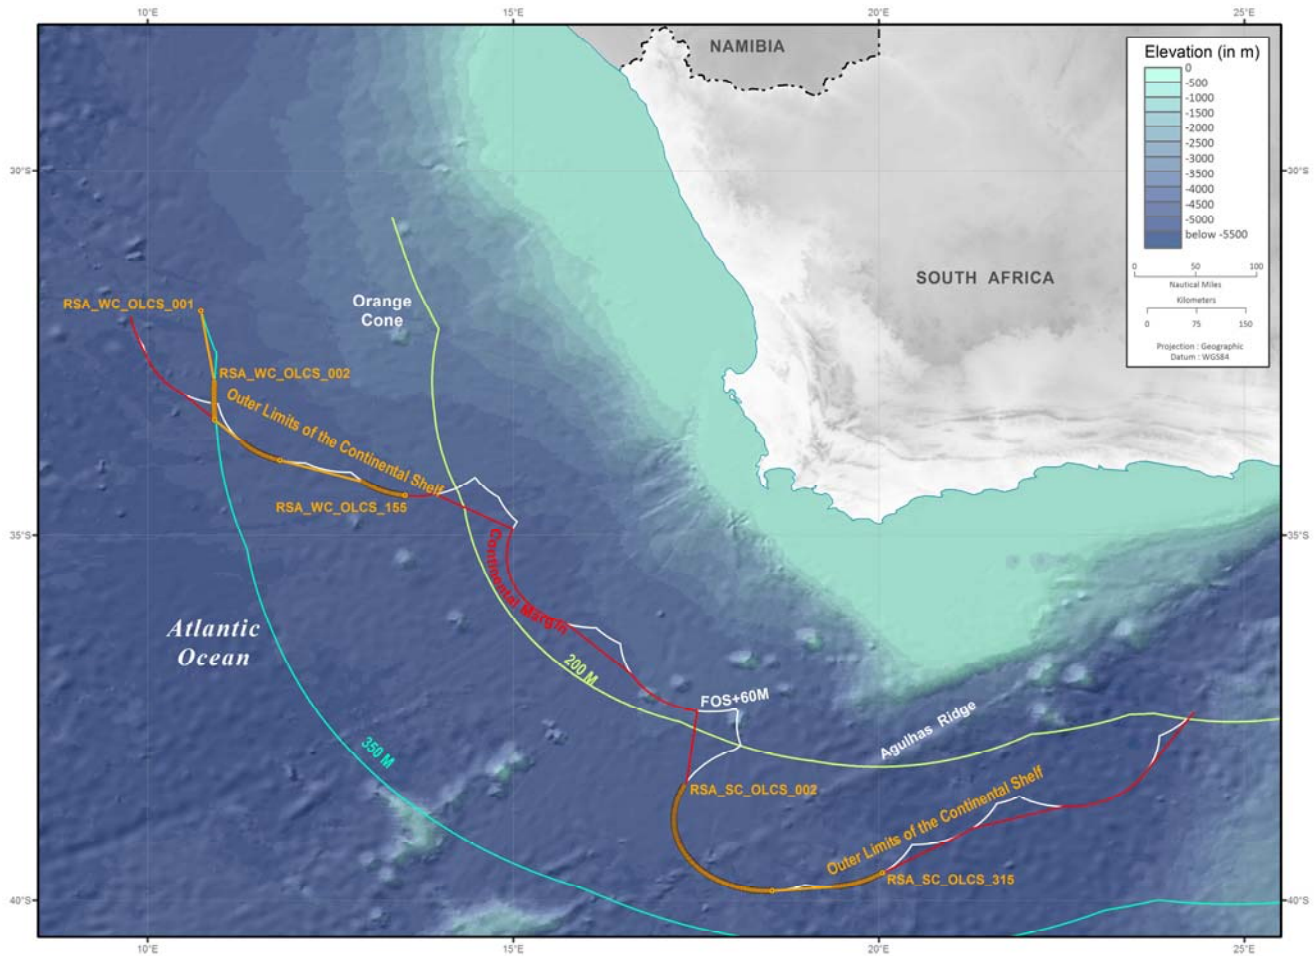 10°E
15°E
20°E
25°E
NAMIBIA
Elevation (in m)
0
-500
-1000
-1500
-2000
-2500
-3000
-3500
-4000
-4500
-5000
below -5500
0 50 100
Nautical Miles
Kilometers
0 75 150
Projection : Geographic
Datum : WGS84
30°S
30°S
SOUTH AFRICA
Orange
Cone
RSA_WC_OLCS_001
RSA_WC_OLCS_002
Outer Limits of the Continental Shelf
RSA_WC_OLCS_155
35°S
35°S
Continental Margin
Atlantic
Ocean
200 M
FOS+60M
Agulhas Ridge
350 M
RSA_SC_OLCS_002
Outer Limits of the Continental Shelf
RSA_SC_OLCS_315
40°S
40°S
10°E
15°E
20°E
25°E